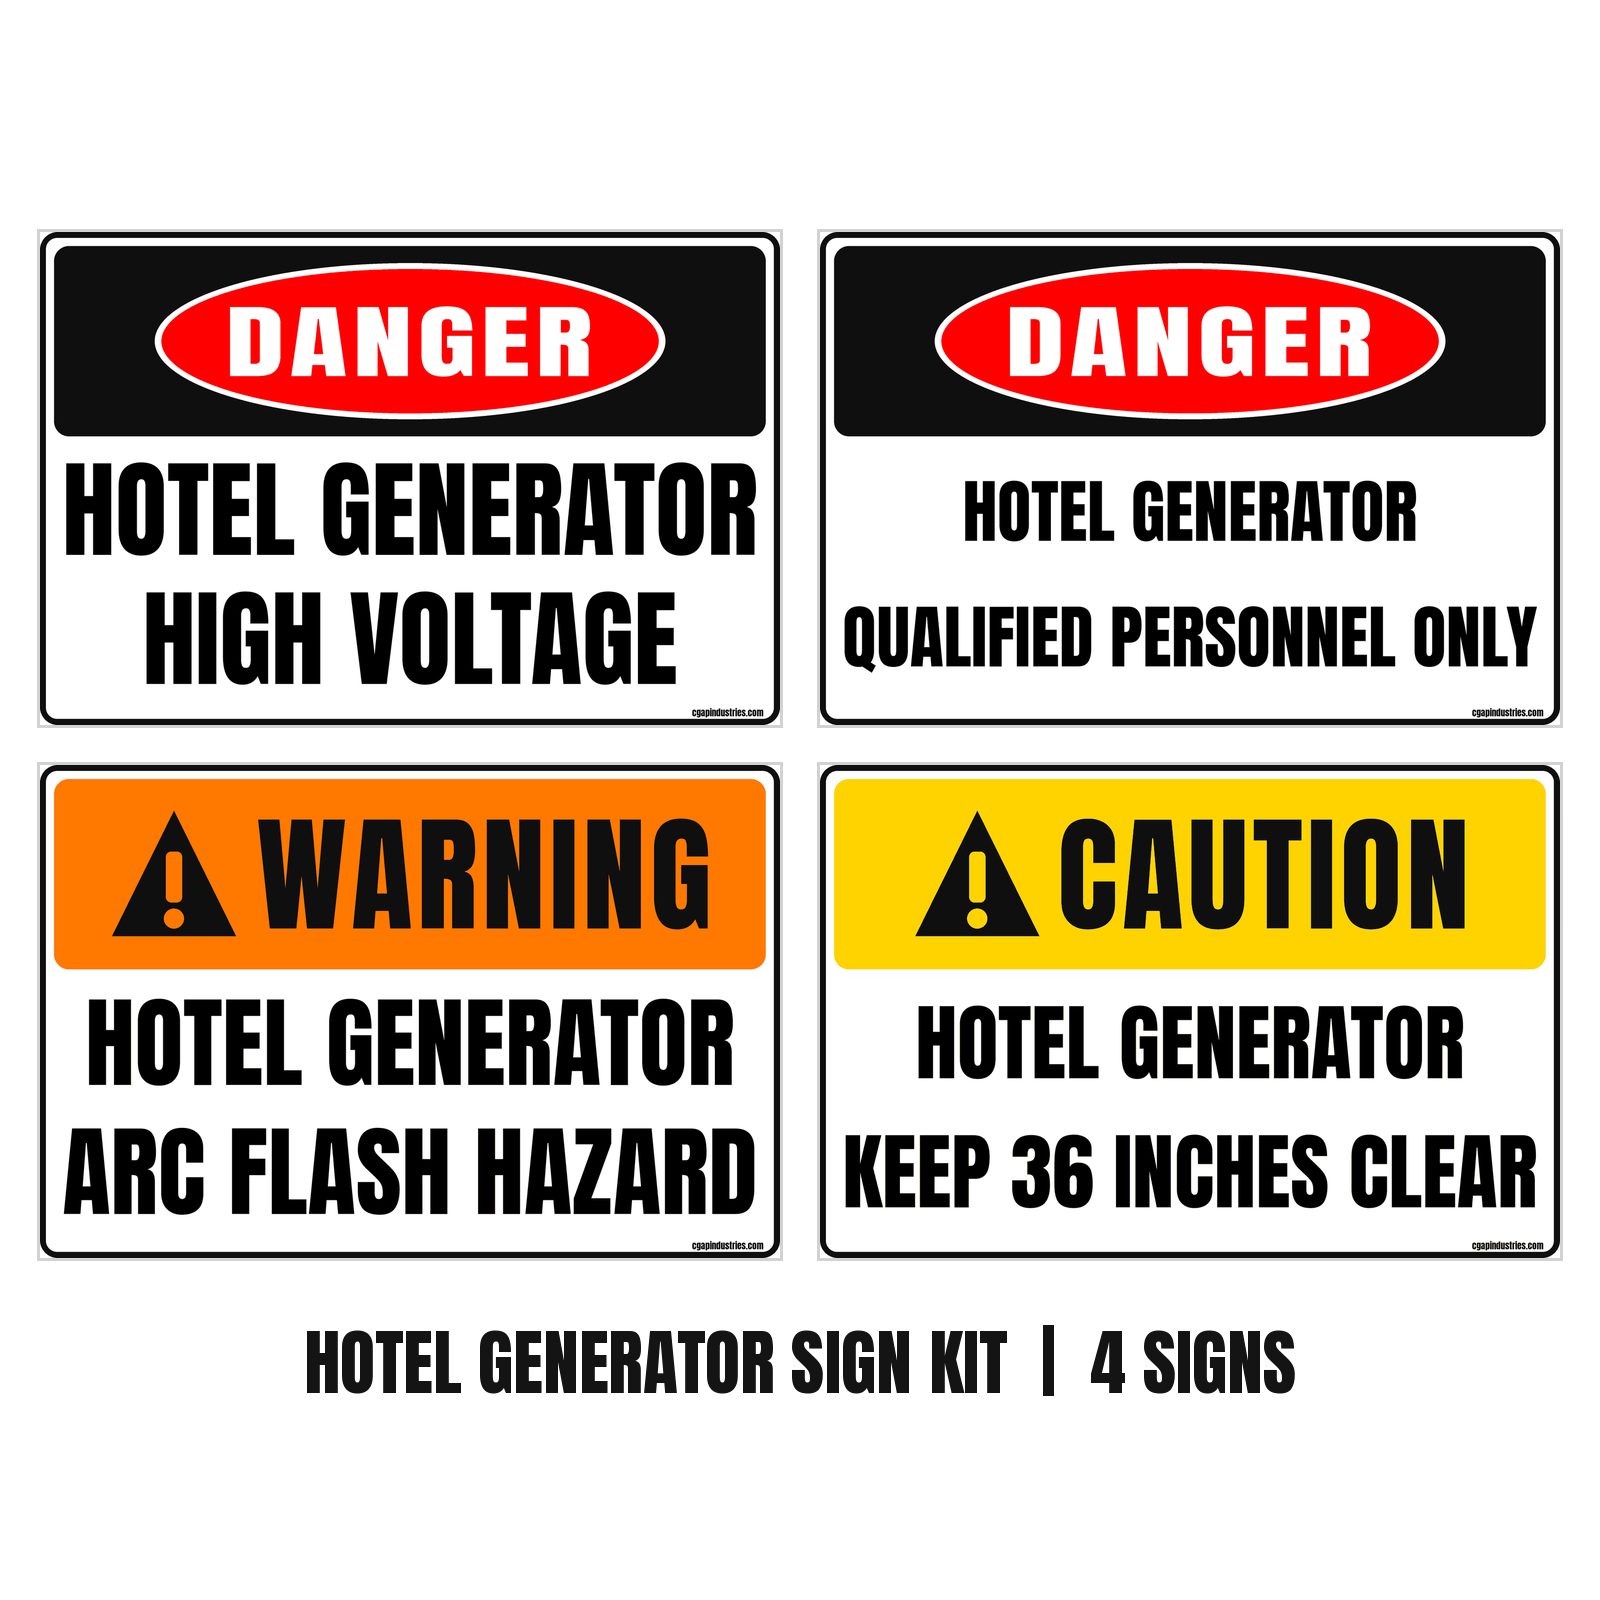 DANGER
HOTEL GENERATOR
HIGH VOLTAGE
cgapindustries.com
DANGER
HOTEL GENERATOR
QUALIFIED PERSONNEL ONLY
cgapindustries.com
WARNING
HOTEL GENERATOR
ARC FLASH HAZARD
cgapindustries.com
CAUTION
HOTEL GENERATOR
KEEP 36 INCHES CLEAR
cgapindustries.com
HOTEL GENERATOR SIGN KIT | 4 SIGNS